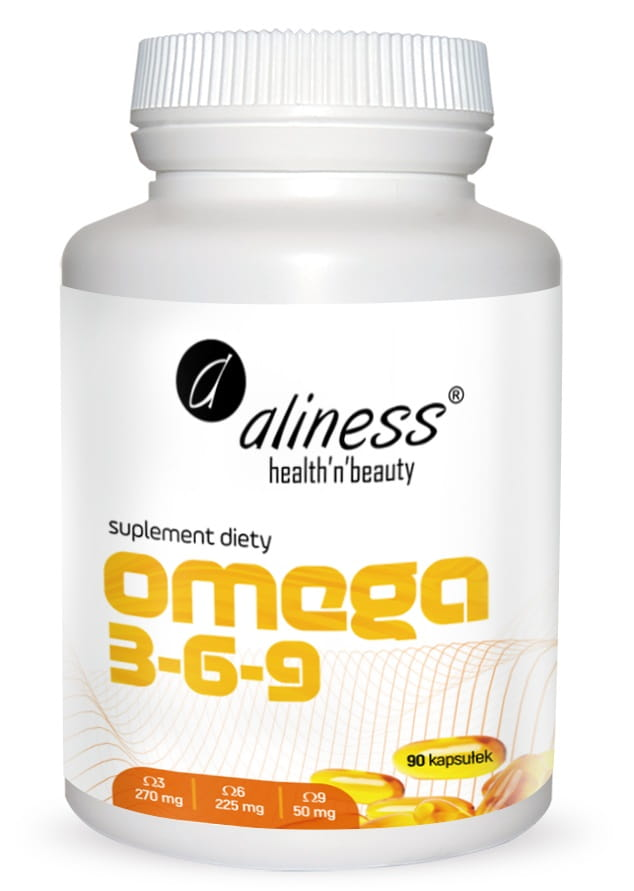 a
aliness®
health'n'beauty
suplement diety
omega
3-6-9
90 kapsułek
Ω3
270 mg
Ω6
225 mg
Ω9
50 mg